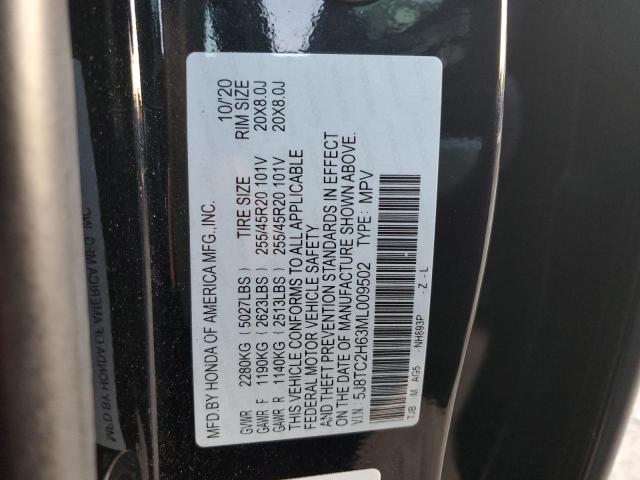 MFD.BY HONDA OF AMERICA MFG.,INC. 10/'20
GVWR 2280KG (5027LBS) TIRE SIZE RIM SIZE
GAWR F 1190KG (2623LBS) 255/45R20 101V 20X8.0J
GAWR R 1140KG (2513LBS) 255/45R20 101V 20X8.0J
THIS VEHICLE CONFORMS TO ALL APPLICABLE
FEDERAL MOTOR VEHICLE SAFETY
AND THEFT PREVENTION STANDARDS IN EFFECT
ON THE DATE OF MANUFACTURE SHOWN ABOVE.
V.I.N: 5J8TC2H63ML009502 TYPE: MPV
TJB M AG5 NH893P - Z - L